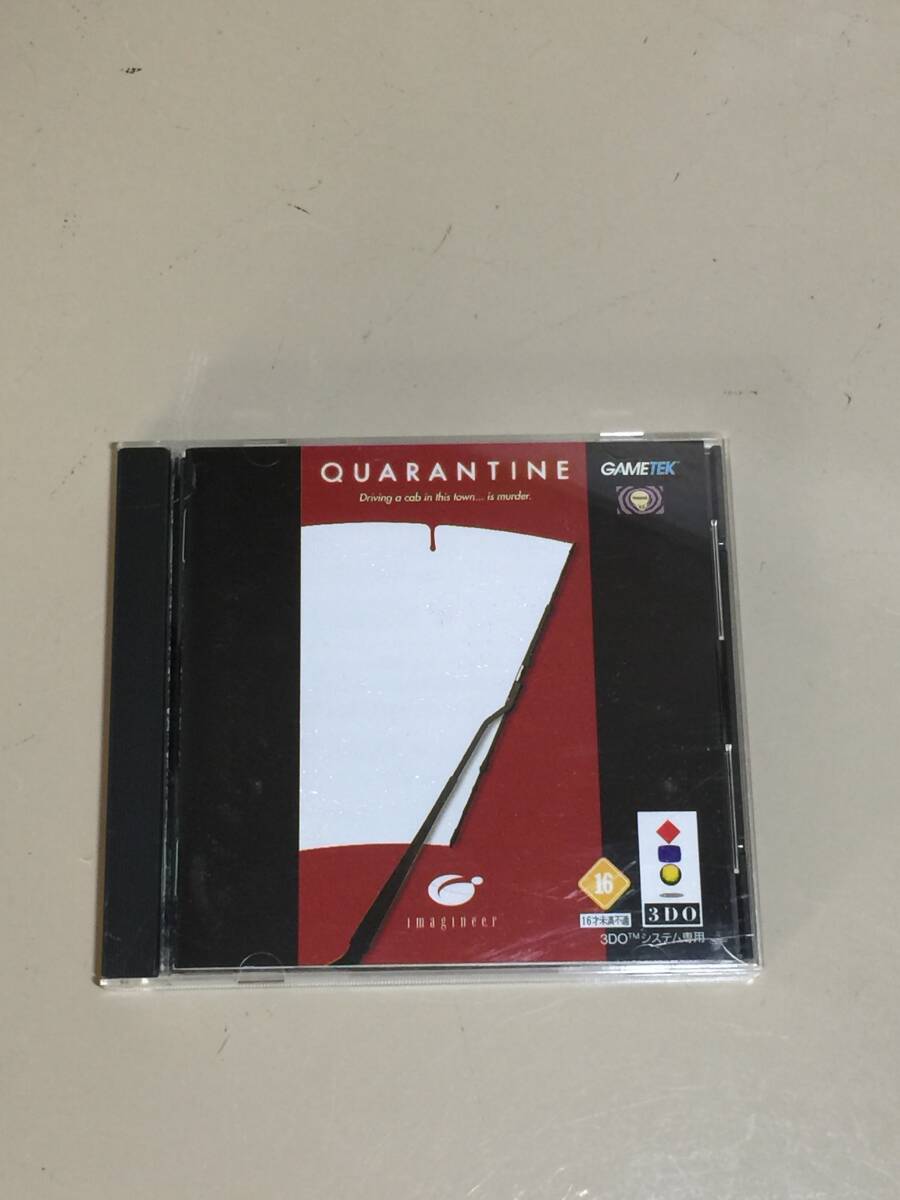 QUARANTINE
GAMETEK™
Driving a cab in this town... is murder.
imagineer
16
16才未満不適
3DO
3DO™システム専用